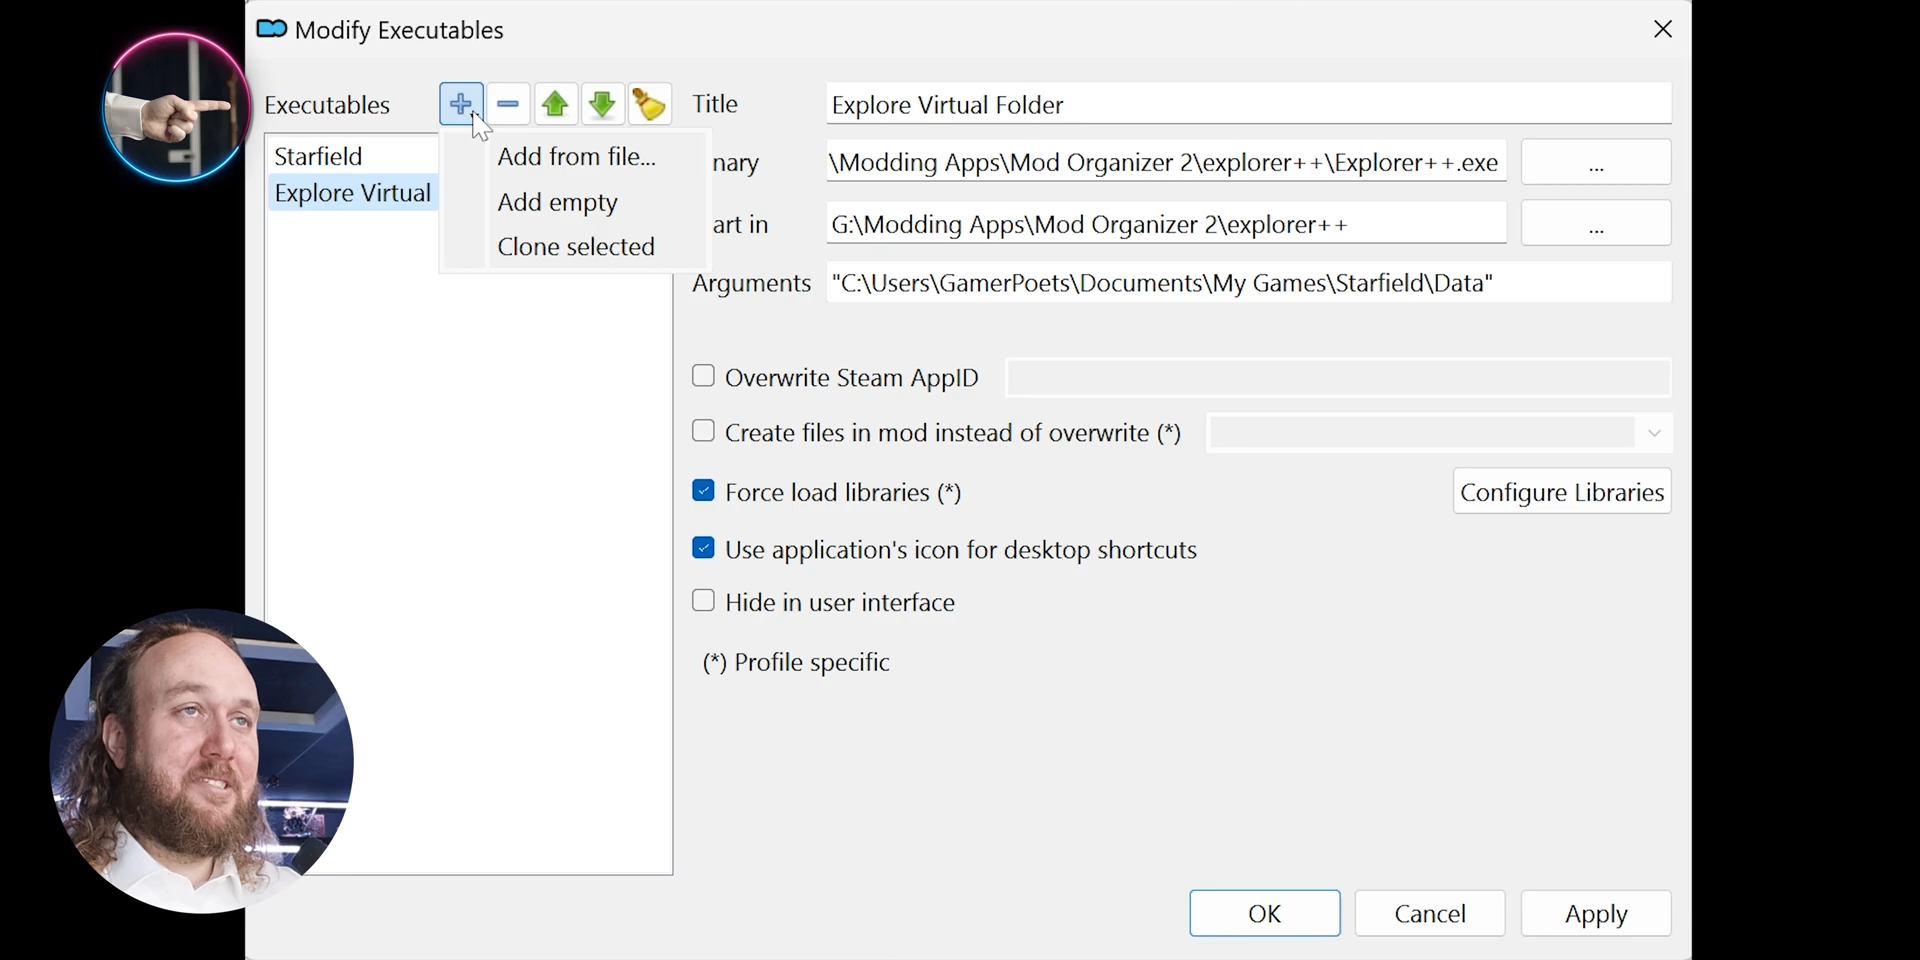 Modify Executables
Executables
Starfield
Explore Virtual
Add from file...
Add empty
Clone selected
Title
Explore Virtual Folder
nary
\Modding Apps\Mod Organizer 2\explorer++\Explorer++.exe
...
art in
G:\Modding Apps\Mod Organizer 2\explorer++
...
Arguments
"C:\Users\GamerPoets\Documents\My Games\Starfield\Data"
Overwrite Steam AppID
Create files in mod instead of overwrite (*)
Force load libraries (*)
Configure Libraries
Use application's icon for desktop shortcuts
Hide in user interface
(*) Profile specific
OK
Cancel
Apply